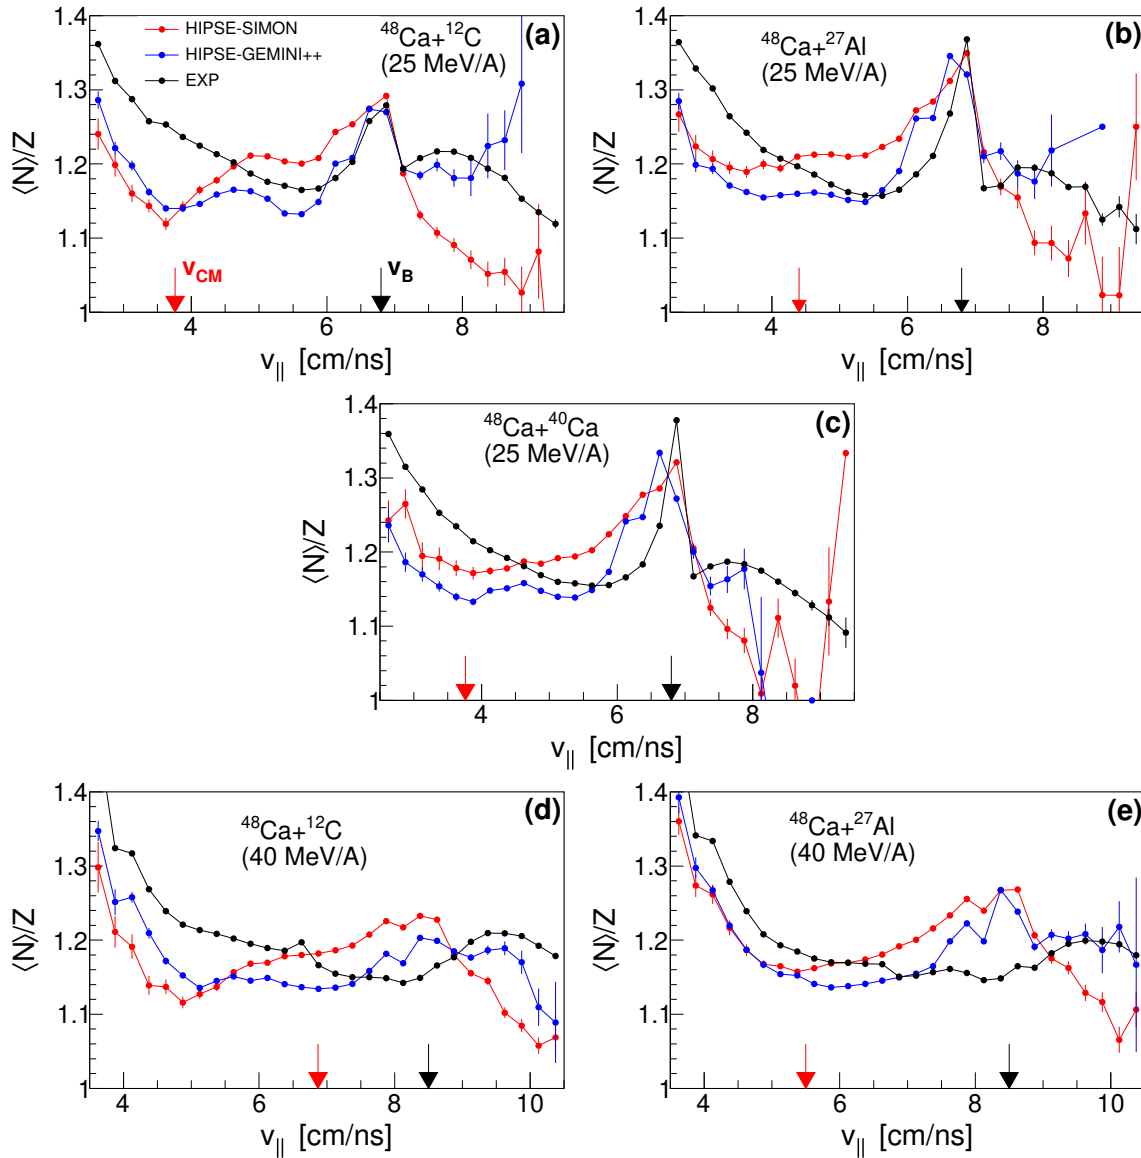 HIPSE-SIMON
HIPSE-GEMINI++
EXP
48Ca+12C
(25 MeV/A)
(a)
⟨N⟩/Z
1.4
1.3
1.2
1.1
1
vCM
vB
4 6 8
v|| [cm/ns]
48Ca+27Al
(25 MeV/A)
(b)
⟨N⟩/Z
1.4
1.3
1.2
1.1
1
4 6 8
v|| [cm/ns]
48Ca+40Ca
(25 MeV/A)
(c)
⟨N⟩/Z
1.4
1.3
1.2
1.1
1
4 6 8
v|| [cm/ns]
48Ca+12C
(40 MeV/A)
(d)
⟨N⟩/Z
1.4
1.3
1.2
1.1
1
4 6 8 10
v|| [cm/ns]
48Ca+27Al
(40 MeV/A)
(e)
⟨N⟩/Z
1.4
1.3
1.2
1.1
1
4 6 8 10
v|| [cm/ns]